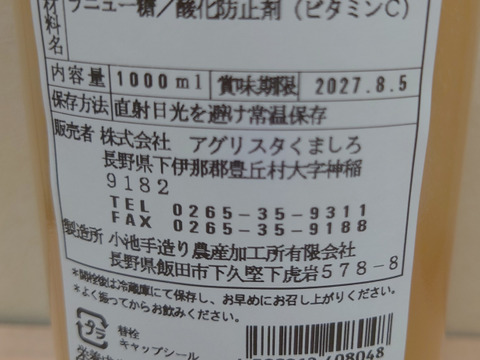 材料名
ラニュー糖／酸化防止剤（ビタミンC）
内容量 1000ml 賞味期限 2027.8.5
保存方法 直射日光を避け常温保存
販売者 株式会社 アグリスタくましろ
長野県下伊那郡豊丘村大字神稲
9182
TEL 0265-35-9311
FAX 0265-35-9188
製造所 小池手造り農産加工所有限会社
長野県飯田市下久堅下虎岩578-8
*開栓後は冷蔵庫にて保存し、お早めにお召し上がりください。
*よく振ってからお飲みください。
プラ
替栓
キャップシール